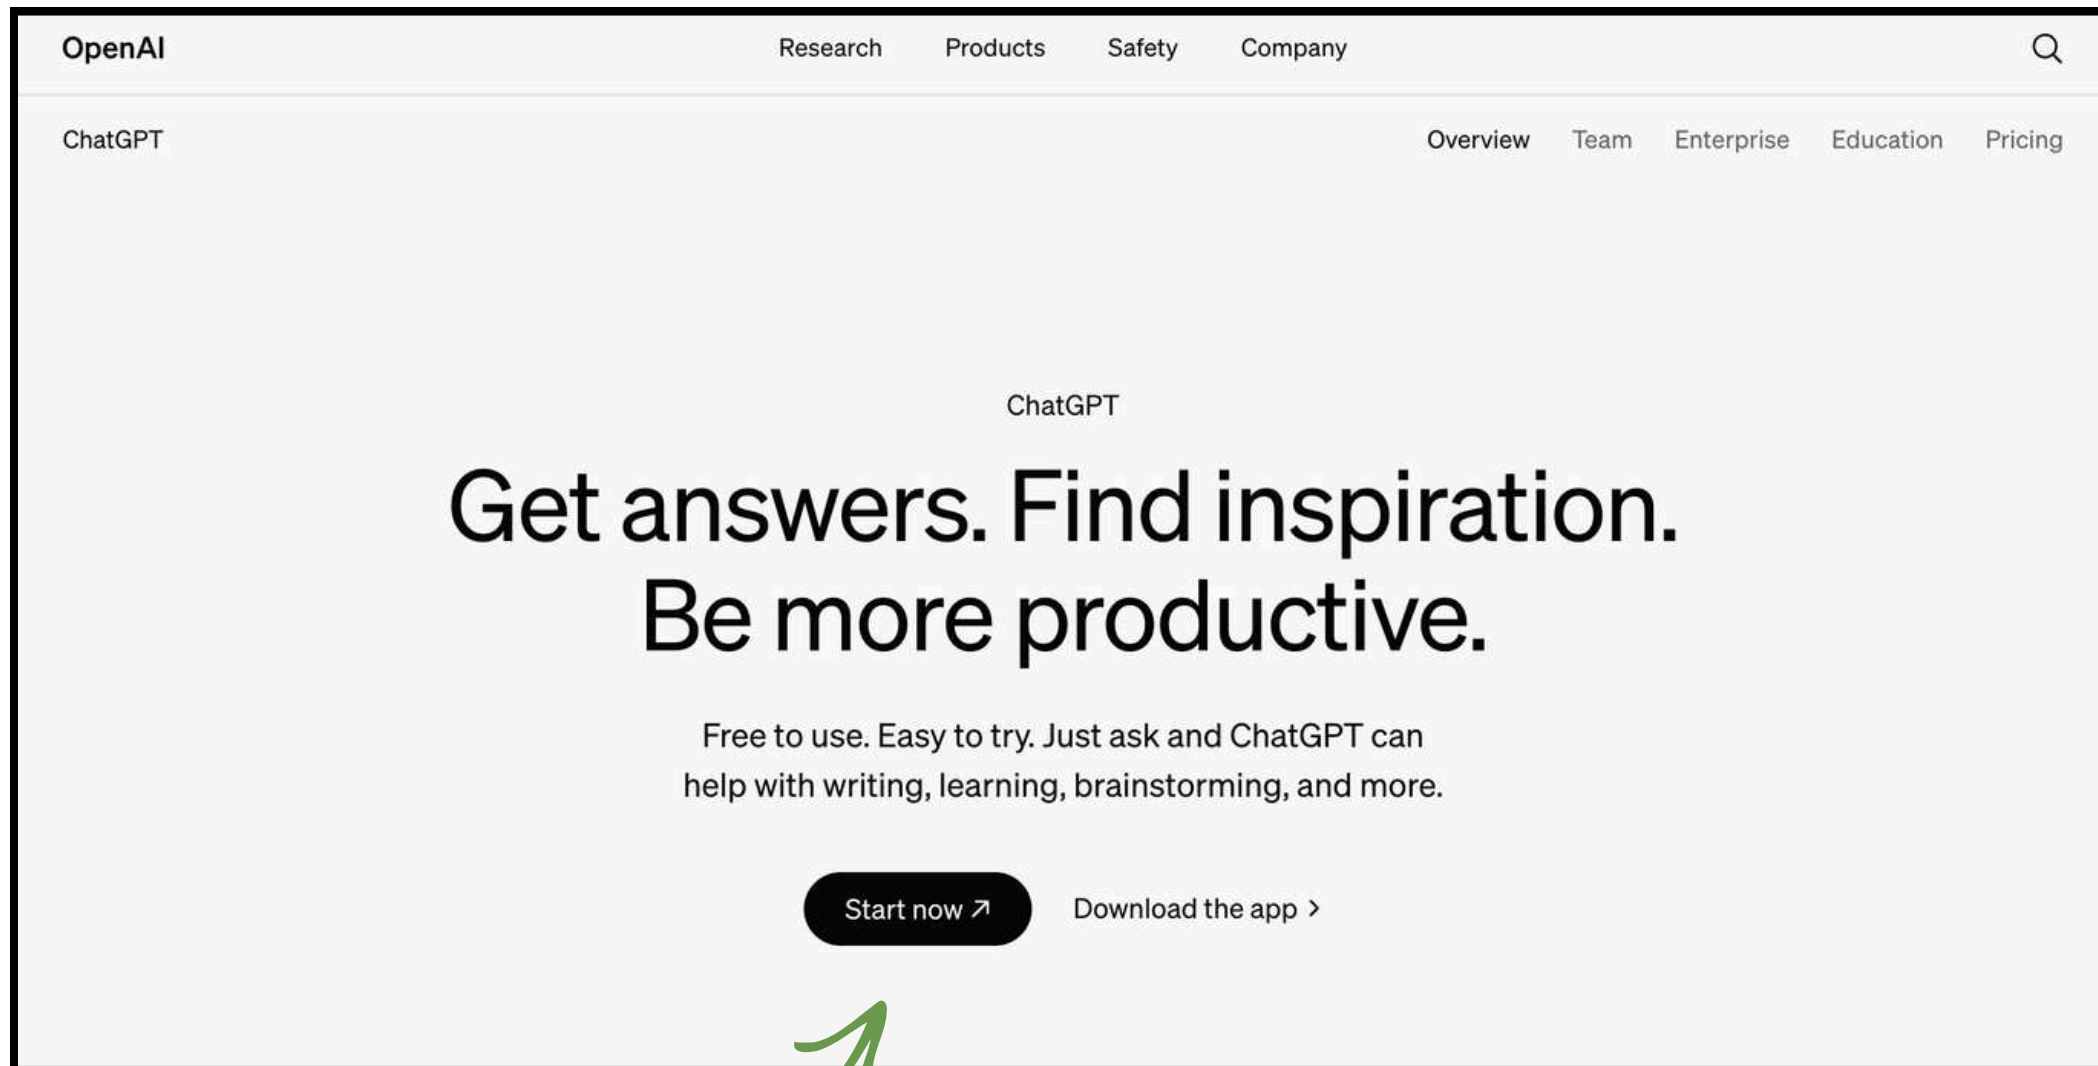 OpenAI
Research Products Safety Company
ChatGPT
Overview Team Enterprise Education Pricing
ChatGPT
Get answers. Find inspiration.
Be more productive.
Free to use. Easy to try. Just ask and ChatGPT can
help with writing, learning, brainstorming, and more.
Start now ↗
Download the app >